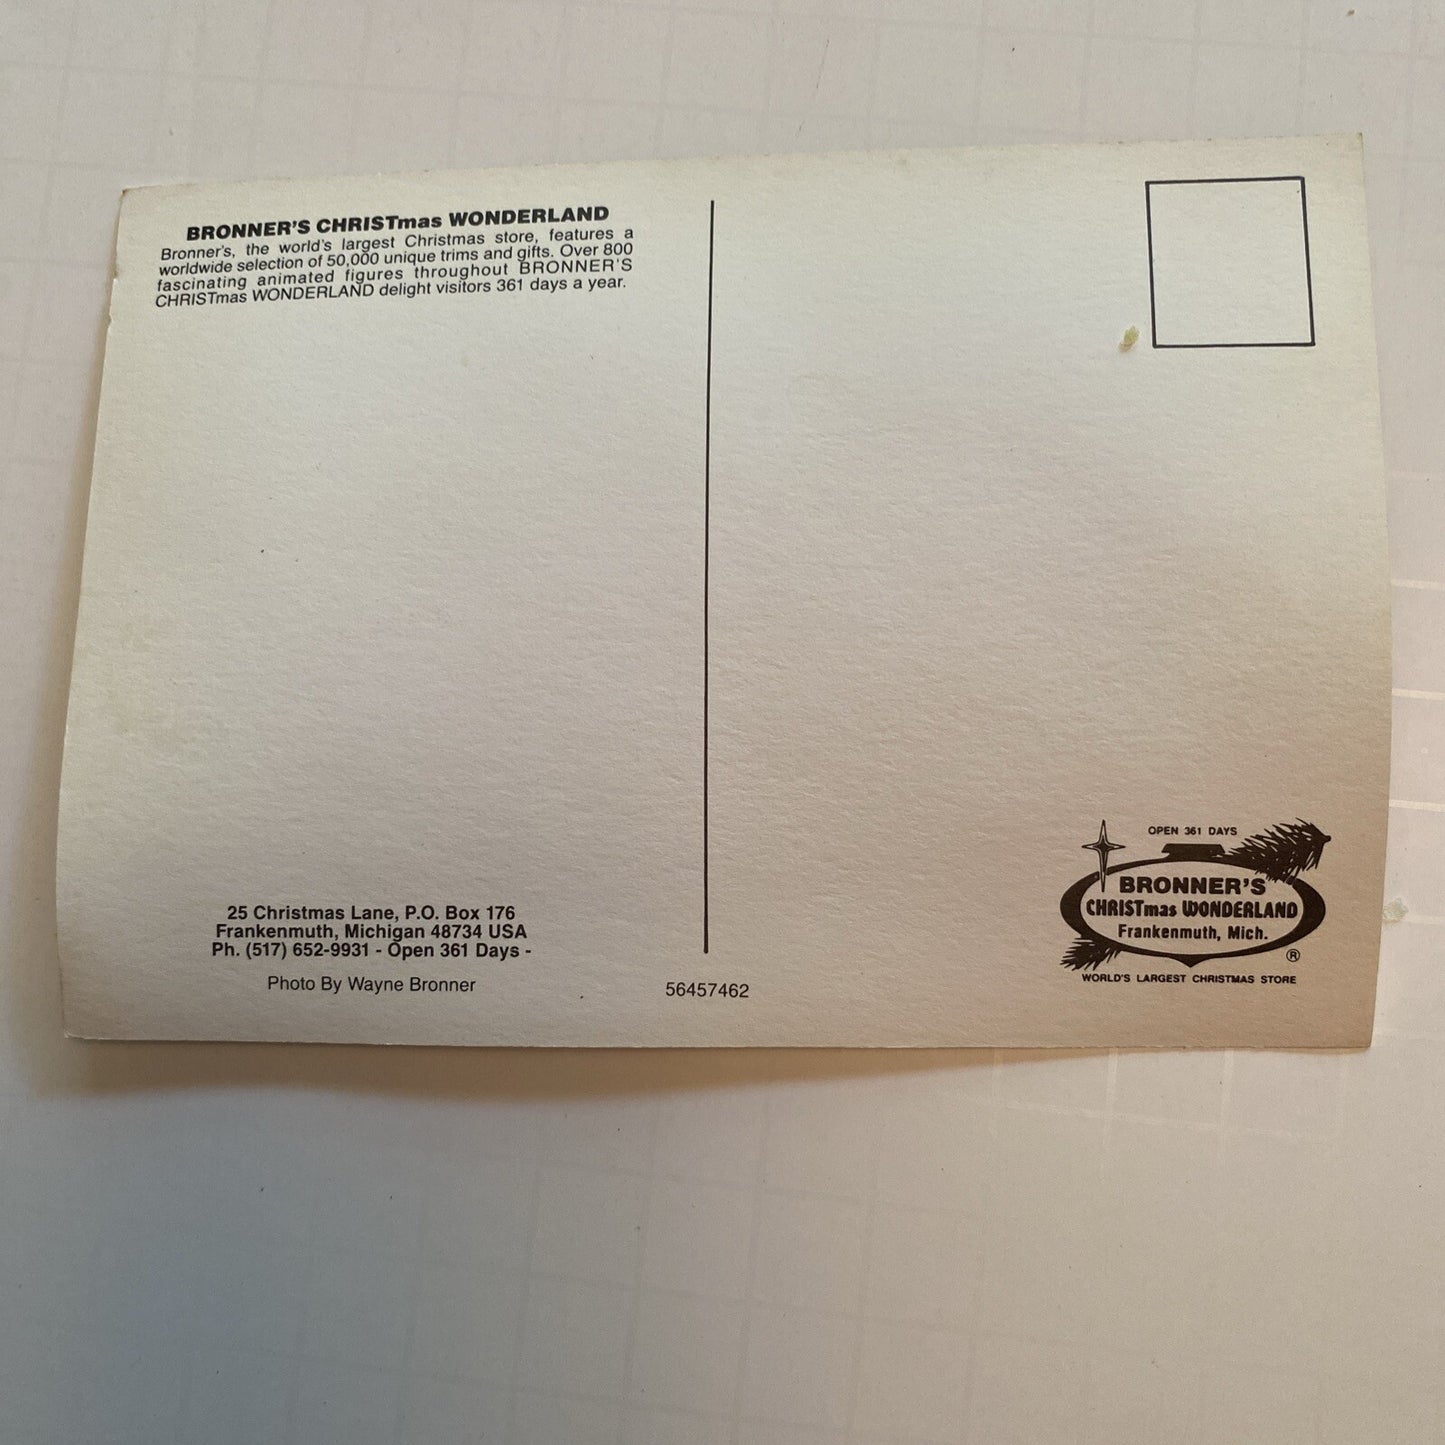 BRONNER'S CHRISTmas WONDERLAND
Bronner's, the world's largest Christmas store, features a
worldwide selection of 50,000 unique trims and gifts. Over 800
fascinating animated figures throughout BRONNER'S
CHRISTmas WONDERLAND delight visitors 361 days a year.
25 Christmas Lane, P.O. Box 176
Frankenmuth, Michigan 48734 USA
Ph. (517) 652-9931 - Open 361 Days -
Photo By Wayne Bronner
56457462
OPEN 361 DAYS
BRONNER'S
CHRISTmas WONDERLAND
Frankenmuth, Mich.
®
WORLD'S LARGEST CHRISTMAS STORE